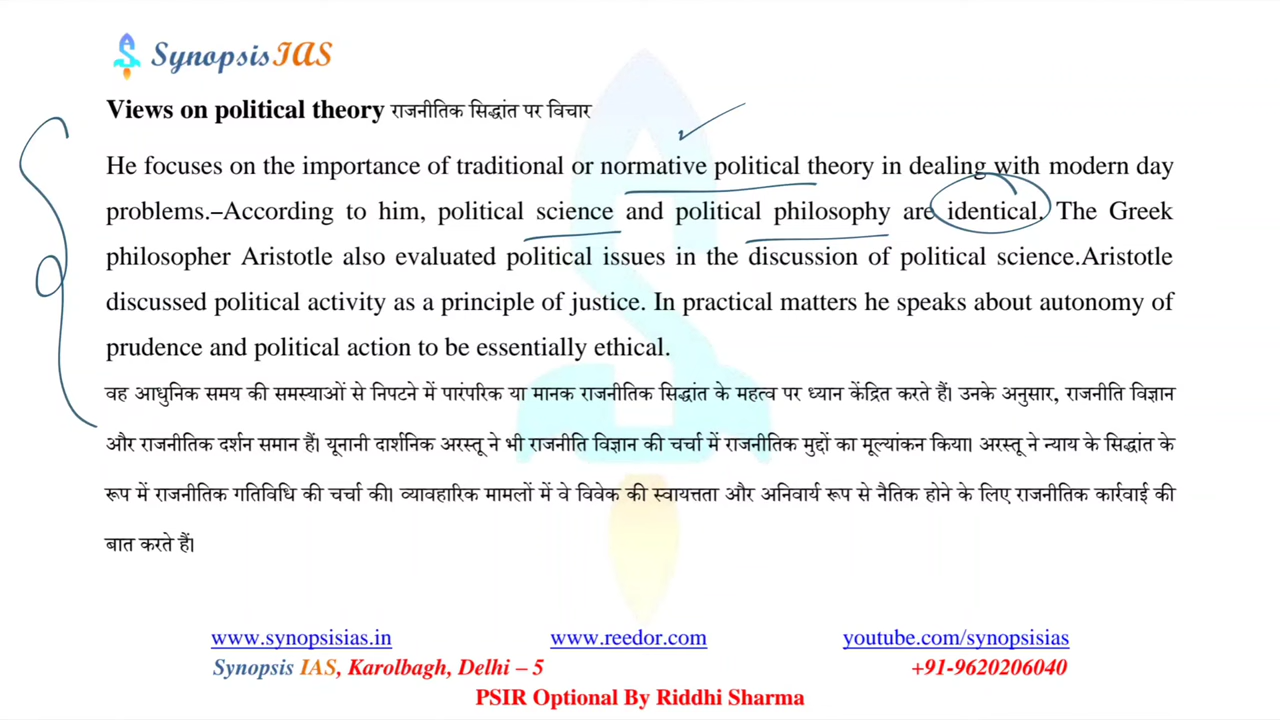 Synopsis IAS
Views on political theory राजनीतिक सिद्धांत पर विचार
He focuses on the importance of traditional or normative political theory in dealing with modern day
problems.–According to him, political science and political philosophy are identical. The Greek
philosopher Aristotle also evaluated political issues in the discussion of political science.Aristotle
discussed political activity as a principle of justice. In practical matters he speaks about autonomy of
prudence and political action to be essentially ethical.
वह आधुनिक समय की समस्याओं से निपटने में पारंपरिक या मानक राजनीतिक सिद्धांत के महत्व पर ध्यान केंद्रित करते हैं। उनके अनुसार, राजनीति विज्ञान
और राजनीतिक दर्शन समान हैं। यूनानी दार्शनिक अरस्तू ने भी राजनीति विज्ञान की चर्चा में राजनीतिक मुद्दों का मूल्यांकन किया। अरस्तू ने न्याय के सिद्धांत के
रूप में राजनीतिक गतिविधि की चर्चा की। व्यावहारिक मामलों में वे विवेक की स्वायत्तता और अनिवार्य रूप से नैतिक होने के लिए राजनीतिक कार्रवाई की
बात करते हैं।
www.synopsisias.in www.reedor.com youtube.com/synopsisias
Synopsis IAS, Karolbagh, Delhi – 5 +91-9620206040
PSIR Optional By Riddhi Sharma